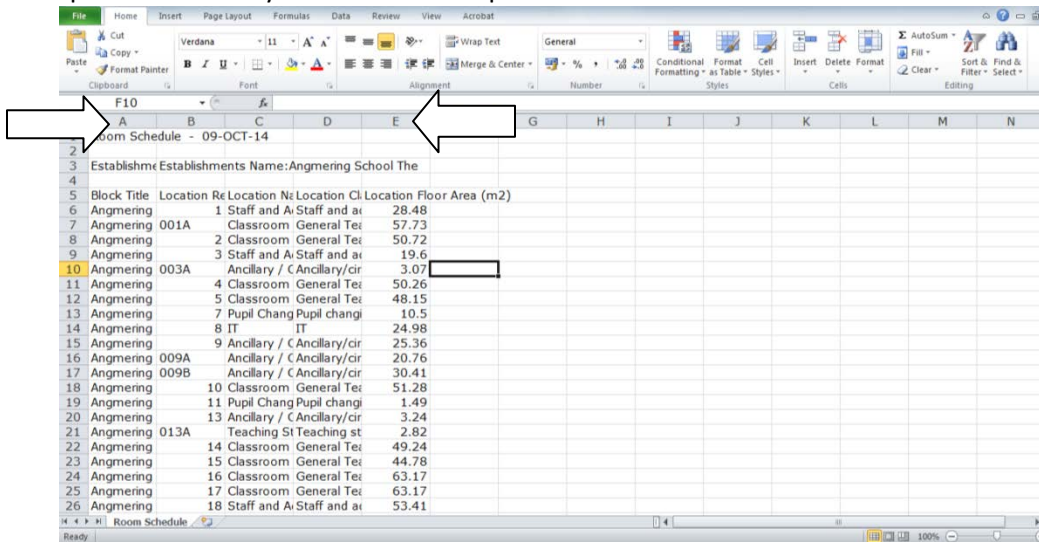 File Home Insert Page Layout Formulas Data Review View Acrobat
Cut Verdana 11 A A Wrap Text General Σ AutoSum
Copy Fill
Paste Format Painter B I U A Merge & Center % , Conditional Format Cell Insert Delete Format Clear Sort & Find &
Formatting as Table Styles Filter Select
Clipboard Font Alignment Number Styles Cells Editing
F10 fx
A B C D E G H I J K L M N
Room Schedule - 09-OCT-14
2
3 Establishme Establishments Name:Angmering School The
4
5 Block Title Location Re Location Na Location Cl Location Floor Area (m2)
6 Angmering 1 Staff and A Staff and ac 28.48
7 Angmering 001A Classroom General Tea 57.73
8 Angmering 2 Classroom General Tea 50.72
9 Angmering 3 Staff and A Staff and ac 19.6
10 Angmering 003A Ancillary / C Ancillary/cir 3.07
11 Angmering 4 Classroom General Tea 50.26
12 Angmering 5 Classroom General Tea 48.15
13 Angmering 7 Pupil Chang Pupil changi 10.5
14 Angmering 8 IT IT 24.98
15 Angmering 9 Ancillary / C Ancillary/cir 25.36
16 Angmering 009A Ancillary / C Ancillary/cir 20.76
17 Angmering 009B Ancillary / C Ancillary/cir 30.41
18 Angmering 10 Classroom General Tea 51.28
19 Angmering 11 Pupil Chang Pupil changi 1.49
20 Angmering 13 Ancillary / C Ancillary/cir 3.24
21 Angmering 013A Teaching St Teaching st 2.82
22 Angmering 14 Classroom General Tea 49.24
23 Angmering 15 Classroom General Tea 44.78
24 Angmering 16 Classroom General Tea 63.17
25 Angmering 17 Classroom General Tea 63.17
26 Angmering 18 Staff and A Staff and ac 53.41
Room Schedule
Ready 100%